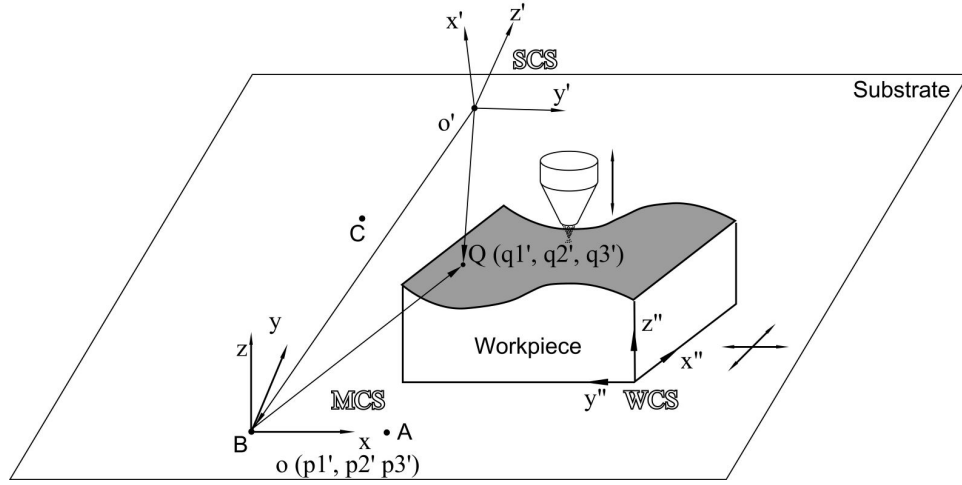 z'
x'
SCS
Substrate
y'
o'
C
Q (q1', q2', q3')
y
z
z"
Workpiece
x"
MCS
y"
WCS
B
x
A
o (p1', p2' p3')